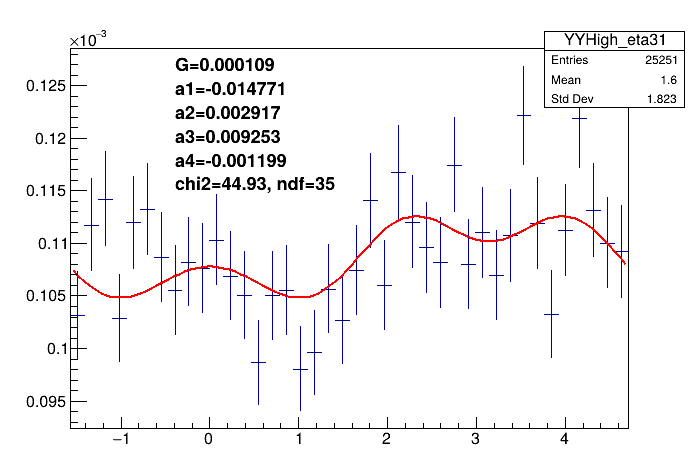 ×10⁻³
YYHigh_eta31
Entries 25251
Mean 1.6
Std Dev 1.823
G=0.000109
a1=-0.014771
a2=0.002917
a3=0.009253
a4=-0.001199
chi2=44.93, ndf=35
0.125
0.12
0.115
0.11
0.105
0.1
0.095
−1 0 1 2 3 4